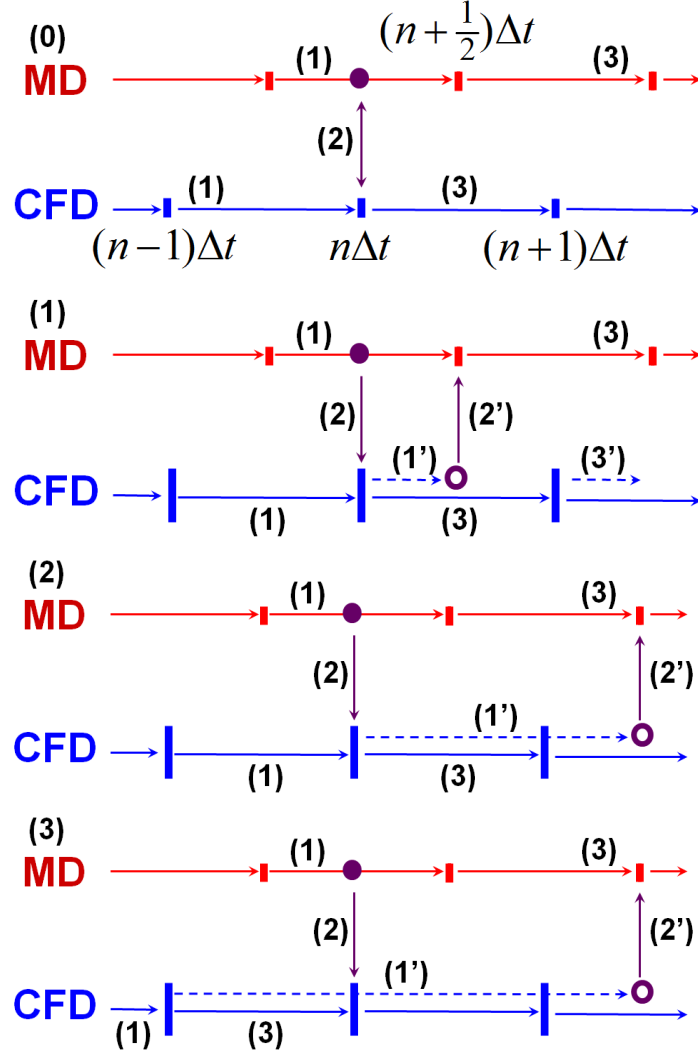 (0)
MD (1) (n + 1/2)Δt (3)
(2)
CFD (1) (3)
(n − 1)Δt nΔt (n + 1)Δt
(1)
MD (1) (3)
(2) (2’)
(1’) (3’)
CFD
(1) (3)
(2)
MD (1) (3)
(2) (2’)
(1’)
CFD
(1) (3)
(3)
MD (1) (3)
(2) (2’)
(1’)
CFD
(1) (3)